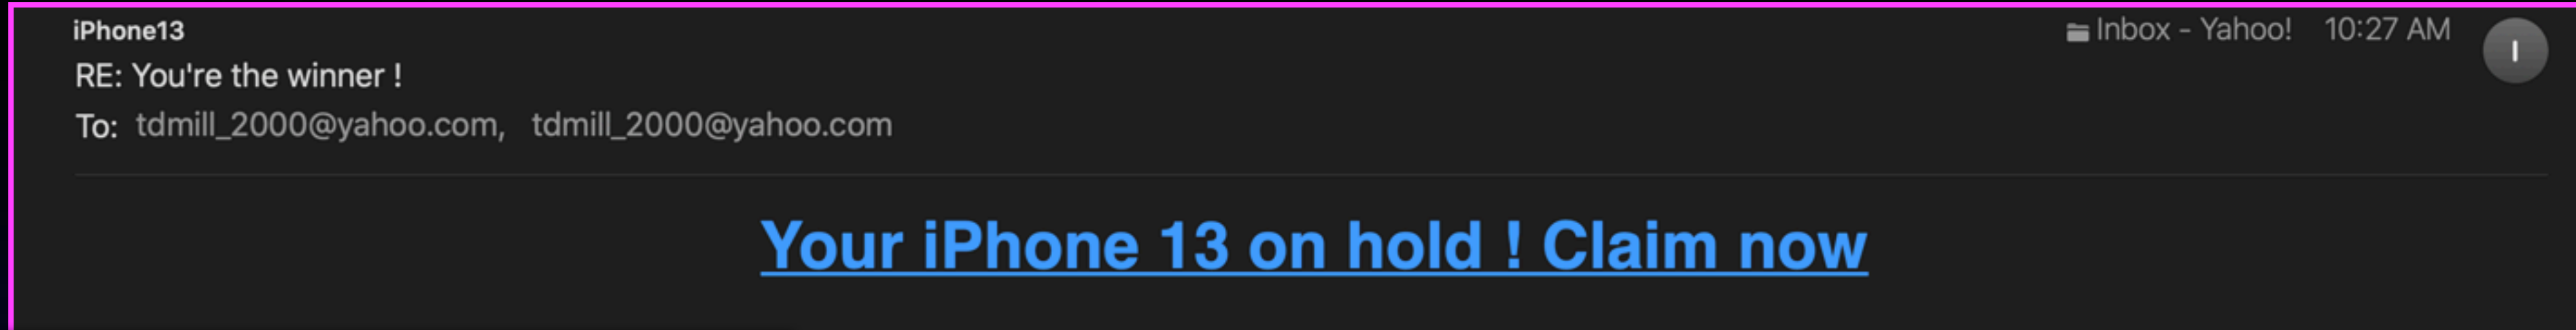 iPhone13
Inbox - Yahoo! 10:27 AM
I
RE: You're the winner !
To: tdmill_2000@yahoo.com, tdmill_2000@yahoo.com
Your iPhone 13 on hold ! Claim now